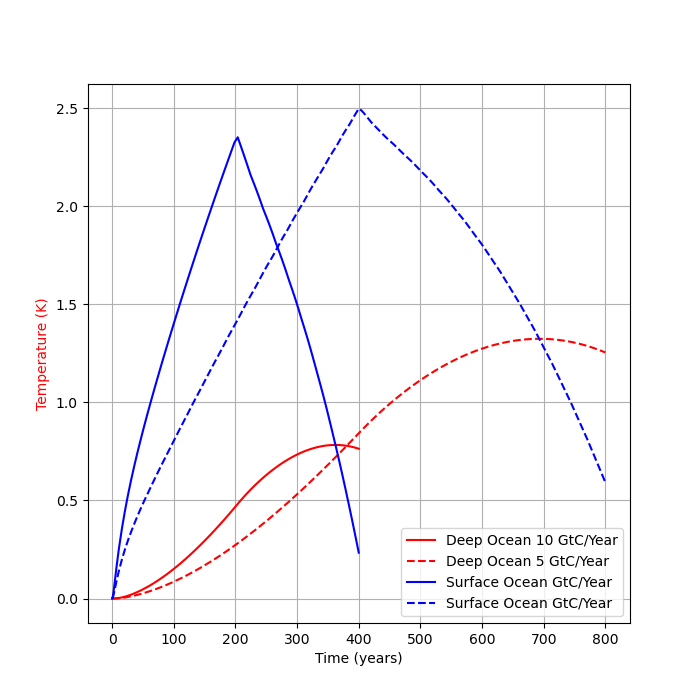 2.5
2.0
1.5
1.0
0.5
0.0
Temperature (K)
Deep Ocean 10 GtC/Year
Deep Ocean 5 GtC/Year
Surface Ocean GtC/Year
Surface Ocean GtC/Year
0 100 200 300 400 500 600 700 800
Time (years)